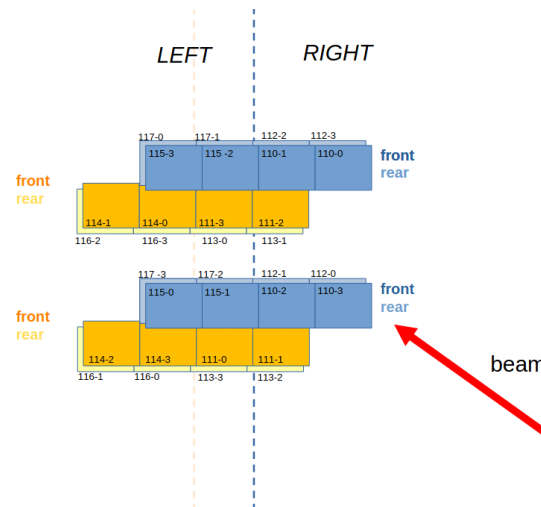 LEFT RIGHT
117-0 117-1 112-2 112-3
115-3 115 -2 110-1 110-0 front
rear
front
rear
114-1 114-0 111-3 111-2
116-2 116-3 113-0 113-1
117 -3 117-2 112-1 112-0
115-0 115-1 110-2 110-3 front
rear
front
rear
114-2 114-3 111-0 111-1
116-1 116-0 113-3 113-2
beam